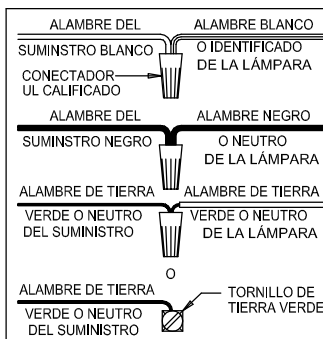 ALAMBRE DEL ALAMBRE BLANCO
SUMINSTRO BLANCO O IDENTIFICADO
DE LA LÁMPARA
CONECTADOR
UL CALIFICADO
ALAMBRE DEL ALAMBRE NEGRO
SUMINSTRO NEGRO O NEUTRO
DE LA LÁMPARA
ALAMBRE DE TIERRA ALAMBRE DE TIERRA
VERDE O NEUTRO VERDE O NEUTRO
DEL SUMINISTRO DE LA LÁMPARA
O
ALAMBRE DE TIERRA TORNILLO DE
TIERRA VERDE
VERDE O NEUTRO
DEL SUMINISTRO